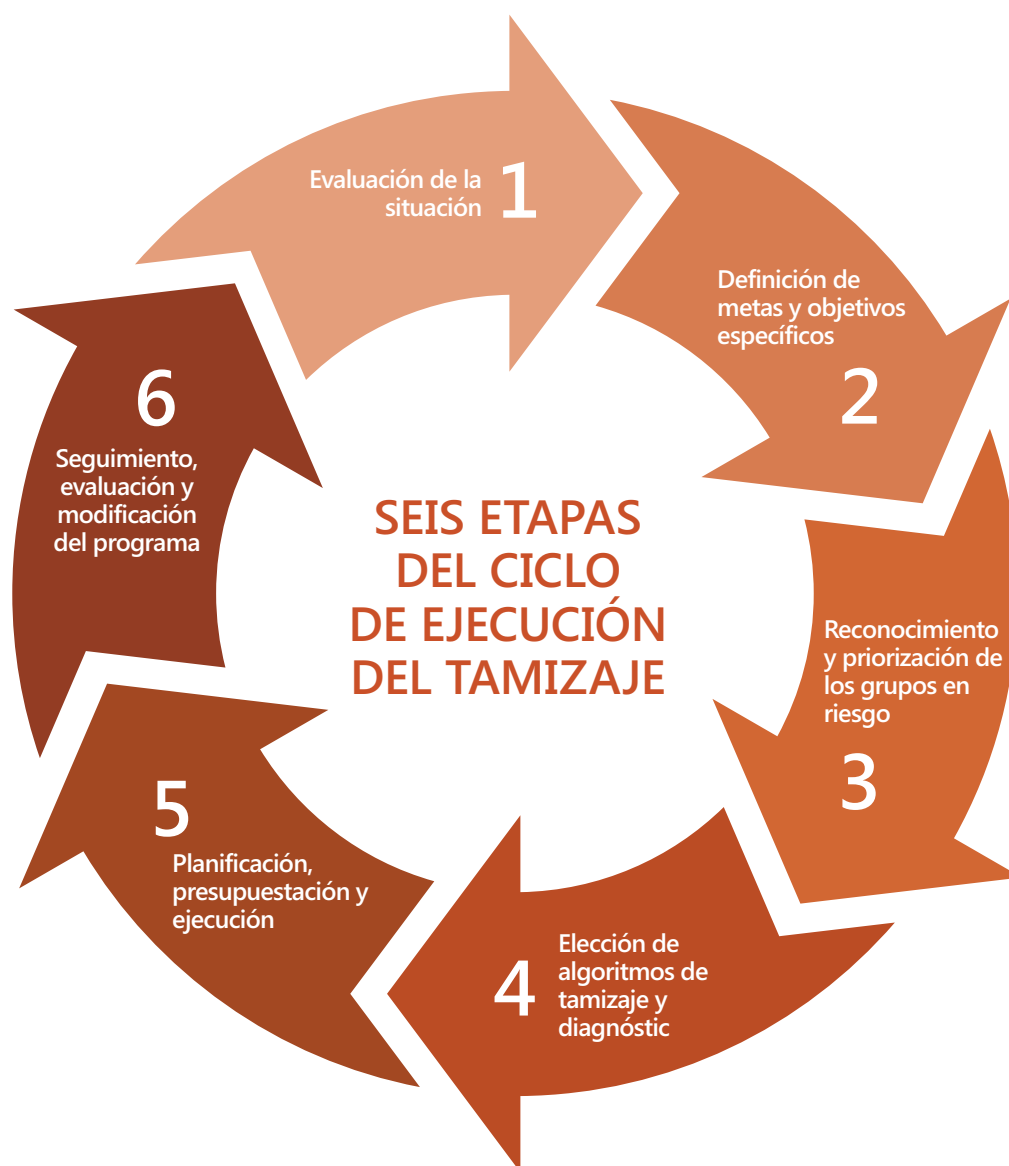 Evaluación de la
situación
1
Definición de
metas y objetivos
específicos
2
Reconocimiento
y priorización de
los grupos en
riesgo
3
Elección de
algoritmos de
tamizaje y
diagnóstic
4
5
Planificación,
presupuestación y
ejecución
6
Seguimiento,
evaluación y
modificación
del programa
SEIS ETAPAS
DEL CICLO
DE EJECUCIÓN
DEL TAMIZAJE